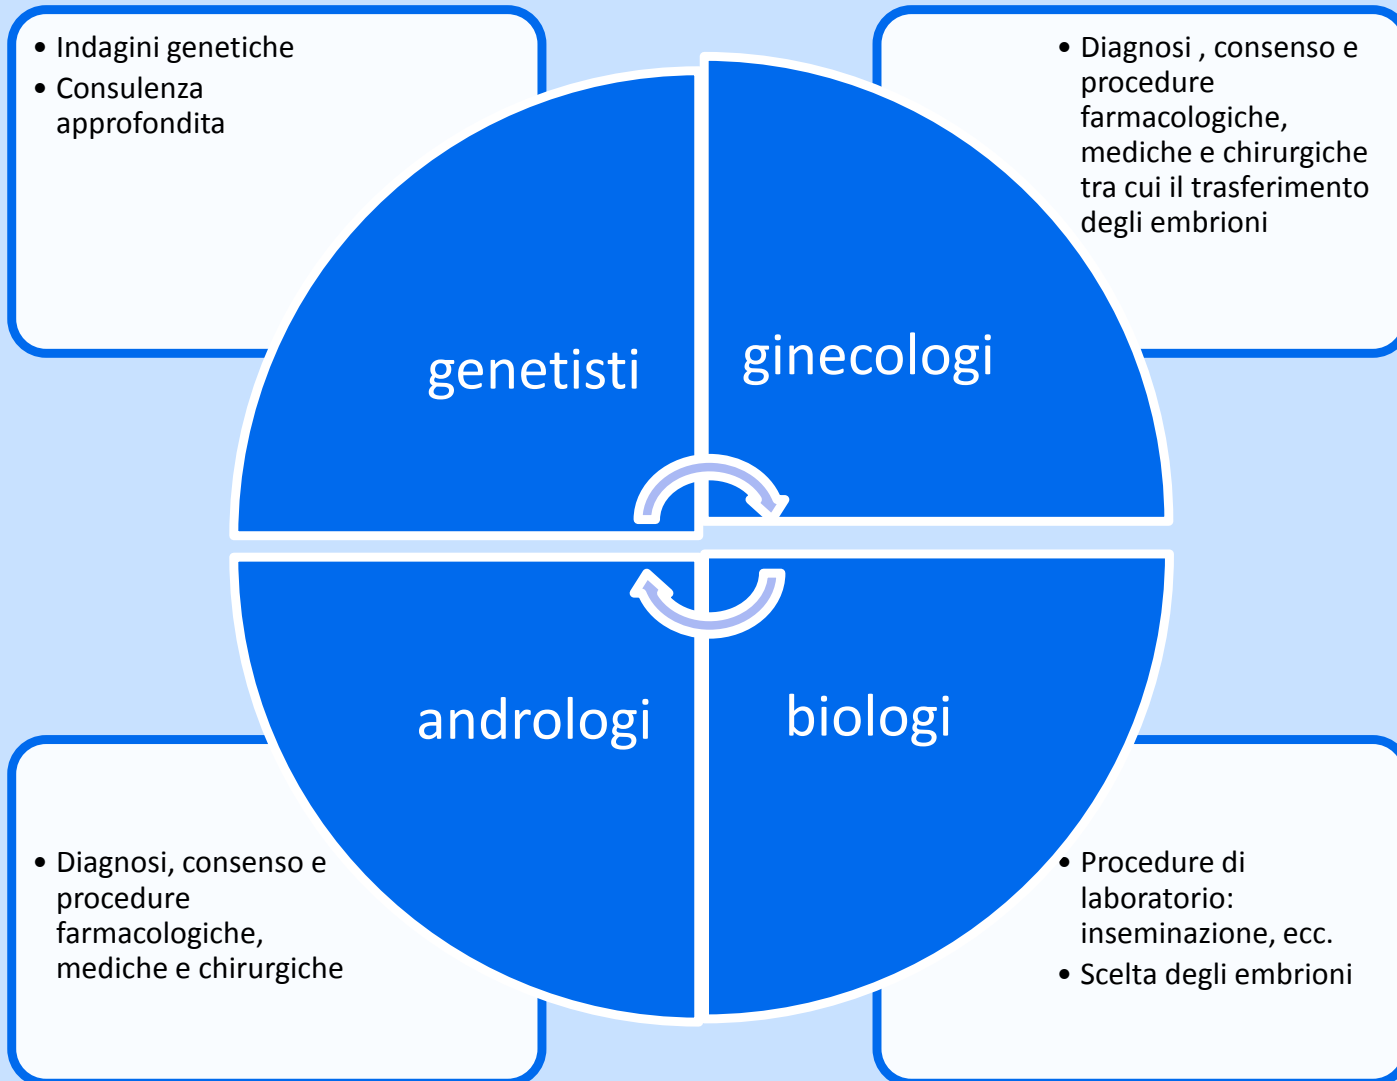 • Indagini genetiche
• Consulenza
approfondita
• Diagnosi , consenso e
procedure
farmacologiche,
mediche e chirurgiche
tra cui il trasferimento
degli embrioni
genetisti
ginecologi
andrologi
biologi
• Diagnosi, consenso e
procedure
farmacologiche,
mediche e chirurgiche
• Procedure di
laboratorio:
inseminazione, ecc.
• Scelta degli embrioni